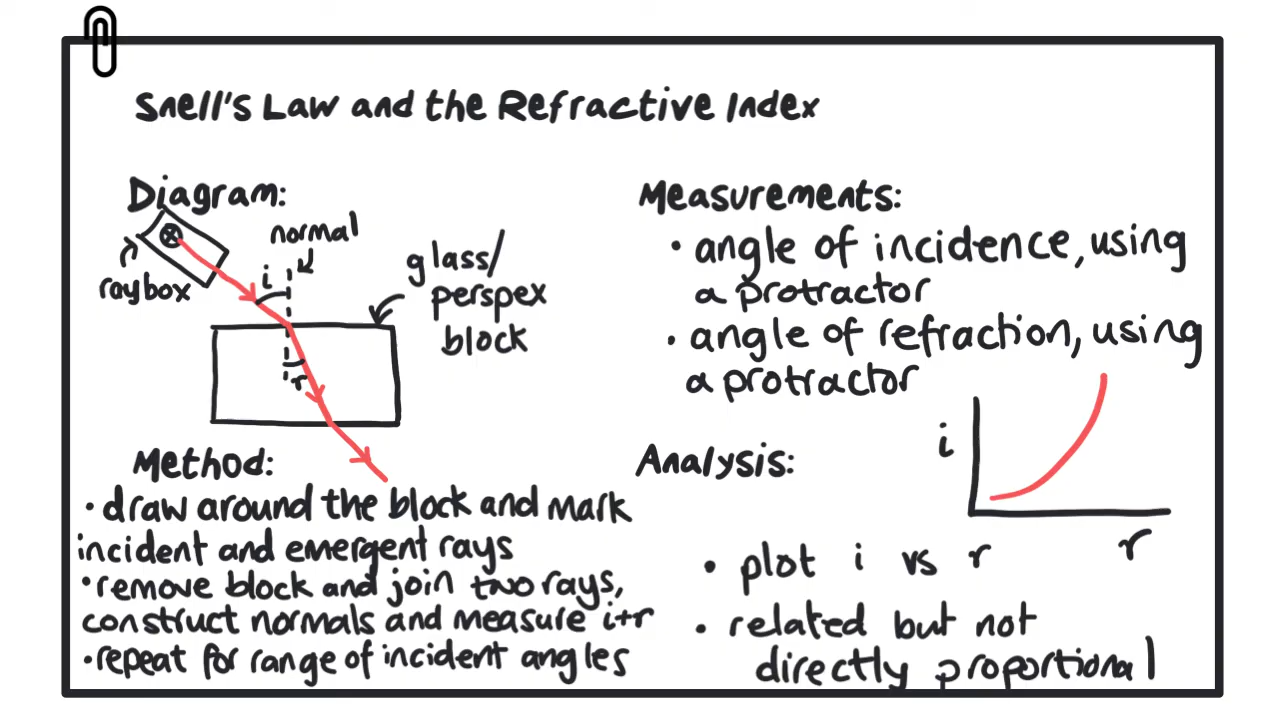 Snell's Law and the Refractive Index
Diagram:
normal
i
raybox
glass/
perspex
block
r
Method:
• draw around the block and mark
incident and emergent rays
• remove block and join two rays,
construct normals and measure i+r
• repeat for range of incident angles
Measurements:
• angle of incidence, using
a protractor
• angle of refraction, using
a protractor
Analysis:
i
r
• plot i vs r
• related but not
directly proportional